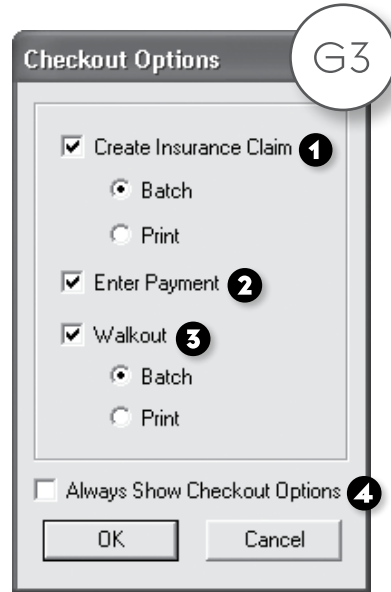 Checkout Options
G3
Create Insurance Claim 1
Batch
Print
Enter Payment 2
Walkout 3
Batch
Print
Always Show Checkout Options 4
OK Cancel